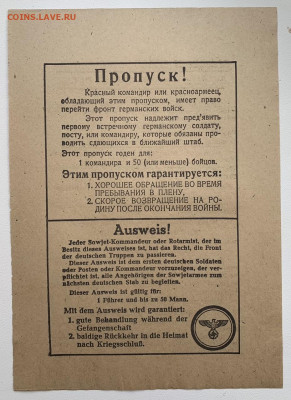 COINS.SU
Пропуск!
Красный командир или красноармеец,
обладающий этим пропуском, имеет право
перейти фронт германских войск.
Этот пропуск надлежит пред'явить
первому встречному германскому солдату,
посту, или командиру, которые обязаны про-
водить сдающихся в ближайший штаб.
Этот пропуск годен для:
1 командира и 50 (или меньше) бойцов.
Этим пропуском гарантируется:
1. ХОРОШЕЕ ОБРАЩЕНИЕ ВО ВРЕМЯ
ПРЕБЫВАНИЯ В ПЛЕНУ,
2. СКОРОЕ ВОЗВРАЩЕНИЕ НА РО-
ДИНУ ПОСЛЕ ОКОНЧАНИЯ ВОЙНЫ.
Ausweis!
Jeder Sowjet-Kommandeur oder Rotarmist, der im
Besitz dieses Ausweises ist, hat das Recht, die Front
der deutschen Truppen zu passieren.
Dieser Ausweis ist dem ersten deutschen Soldaten
oder Posten oder Kommandeur vorzuzeigen, der ver-
pflichtet ist, alle Angehörigen der Sowjetarmee zum
nächsten deutschen Stab zu begleiten.
Dieser Ausweis ist gültig für:
1 Führer und bis zu 50 Mann.
Mit dem Ausweis wird garantiert:
1. gute Behandlung während der
Gefangenschaft
2. baldige Rückkehr in die Heimat
nach Kriegsschluß.